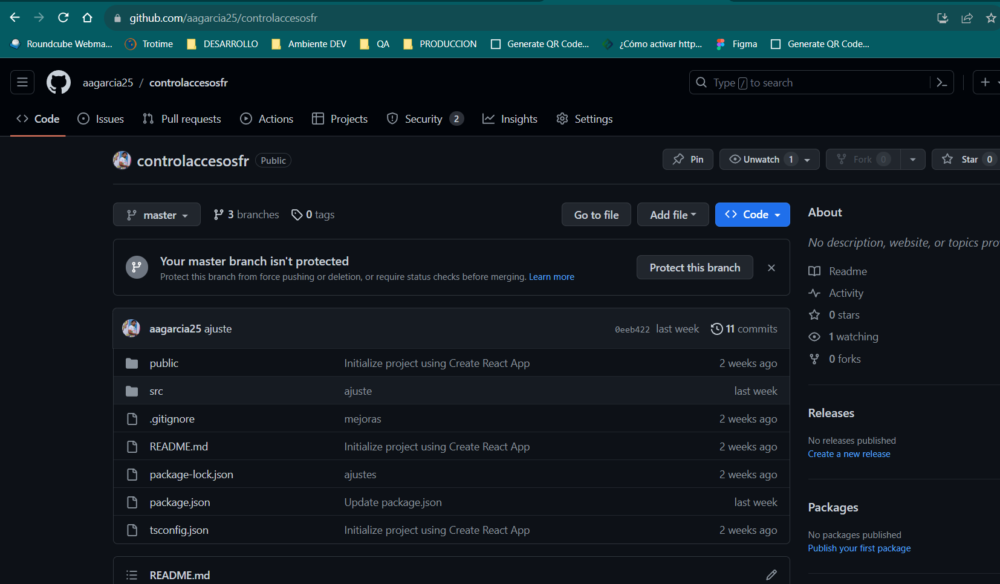 github.com/aagarcia25/controlaccesosfr
Roundcube Webma... Trotime DESARROLLO Ambiente DEV QA PRODUCCION Generate QR Code... ¿Cómo activar http... Figma Generate QR Code...
aagarcia25 / controlaccesosfr Type / to search
Code Issues Pull requests Actions Projects Security 2 Insights Settings
controlaccesosfr Public Pin Unwatch 1 Fork 0 Star 0
master 3 branches 0 tags Go to file Add file Code
About
No description, website, or topics pro
Your master branch isn't protected
Protect this branch from force pushing or deletion, or require status checks before merging. Learn more
Protect this branch
Readme
Activity
0 stars
1 watching
0 forks
aagarcia25 ajuste 0eeb422 last week 11 commits
public Initialize project using Create React App 2 weeks ago
src ajuste last week
.gitignore mejoras 2 weeks ago
README.md Initialize project using Create React App 2 weeks ago
package-lock.json ajustes 2 weeks ago
package.json Update package.json last week
tsconfig.json Initialize project using Create React App 2 weeks ago
Releases
No releases published
Create a new release
Packages
No packages published
Publish your first package
README.md